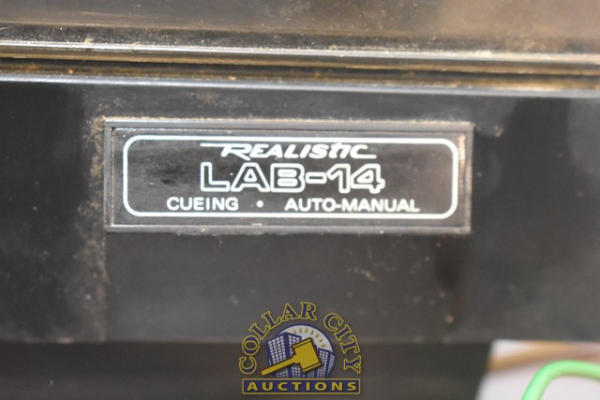 REALISTIC
LAB-14
CUEING • AUTO-MANUAL
COLLAR CITY
AUCTIONS